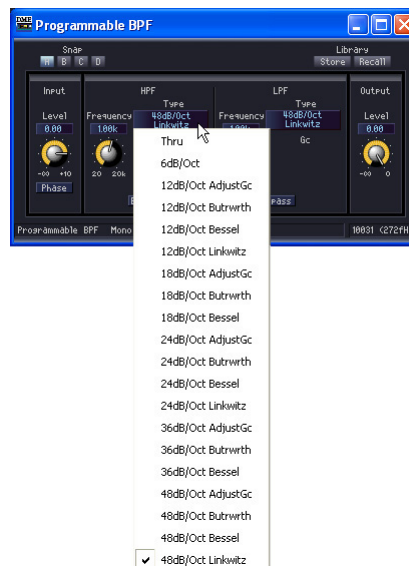 Programmable BPF
Snap
A B C D
Library
Store Recall
Input
HPF
LPF
Output
Level
0.00
-oo +10
Phase
Frequency
1.00k
20 20k
Type
48dB/Oct
Linkwitz
Frequency
1.00k
Type
48dB/Oct
Linkwitz
Gc
Level
0.00
-oo 0
Programmable BPF Mono
10031 (272fH
Thru
6dB/Oct
12dB/Oct AdjustGc
12dB/Oct Butrwrth
12dB/Oct Bessel
12dB/Oct Linkwitz
18dB/Oct AdjustGc
18dB/Oct Butrwrth
18dB/Oct Bessel
24dB/Oct AdjustGc
24dB/Oct Butrwrth
24dB/Oct Bessel
24dB/Oct Linkwitz
36dB/Oct AdjustGc
36dB/Oct Butrwrth
36dB/Oct Bessel
48dB/Oct AdjustGc
48dB/Oct Butrwrth
48dB/Oct Bessel
48dB/Oct Linkwitz